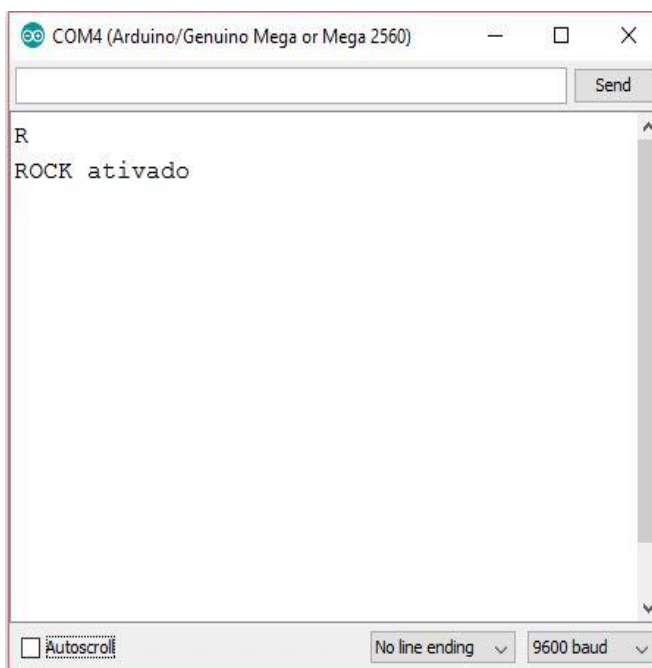 COM4 (Arduino/Genuino Mega or Mega 2560)
Send
R
ROCK ativado
Autoscroll
No line ending
9600 baud